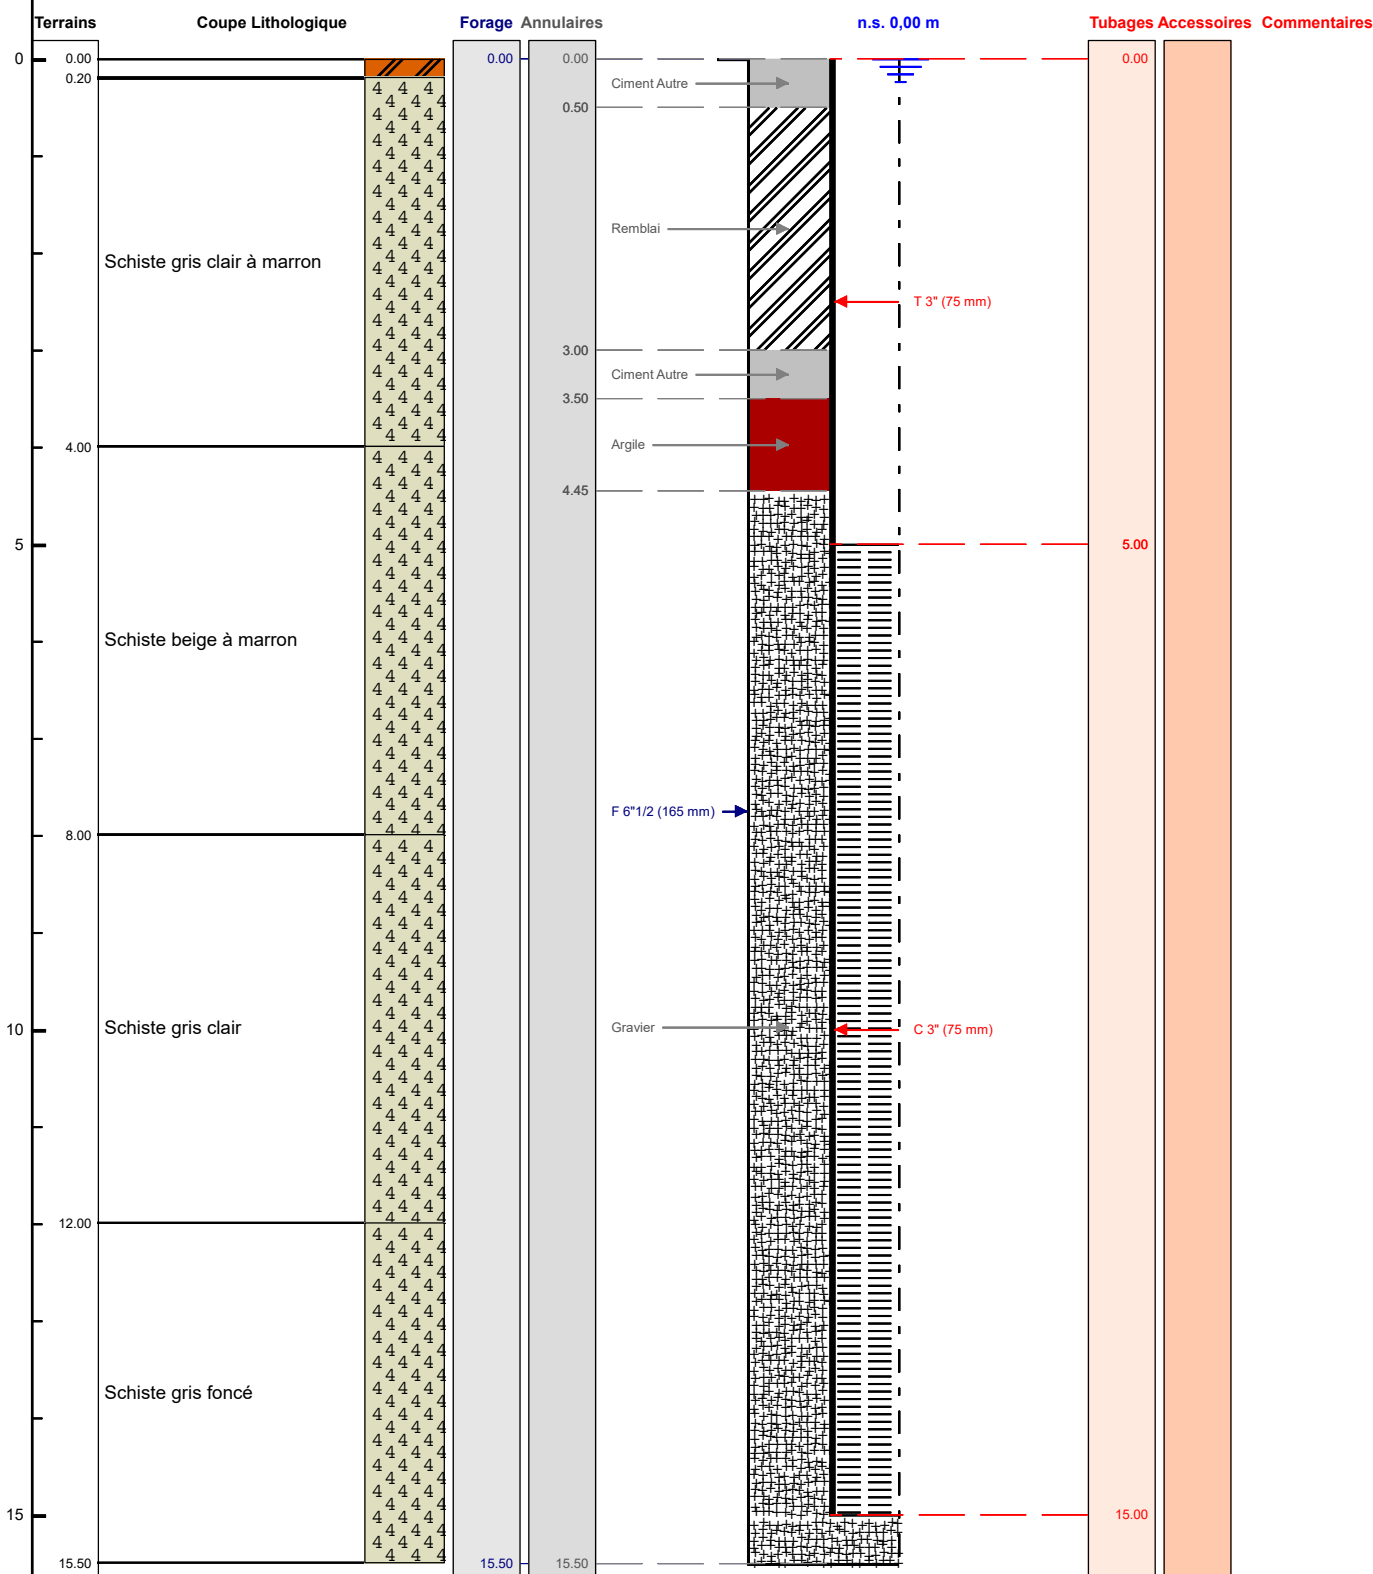 Terrains Coupe Lithologique Forage Annulaires n.s. 0,00 m Tubages Accessoires Commentaires
0 0.00 0.00 0.00 0.00
0.20
Ciment Autre
0.50
Remblai
Schiste gris clair à marron
T 3" (75 mm)
3.00
Ciment Autre
3.50
4.00 Argile
4.45
5 5.00
Schiste beige à marron
F 6"1/2 (165 mm)
8.00
Schiste gris clair
10 Gravier C 3" (75 mm)
12.00
Schiste gris foncé
15 15.00
15.50 15.50 15.50